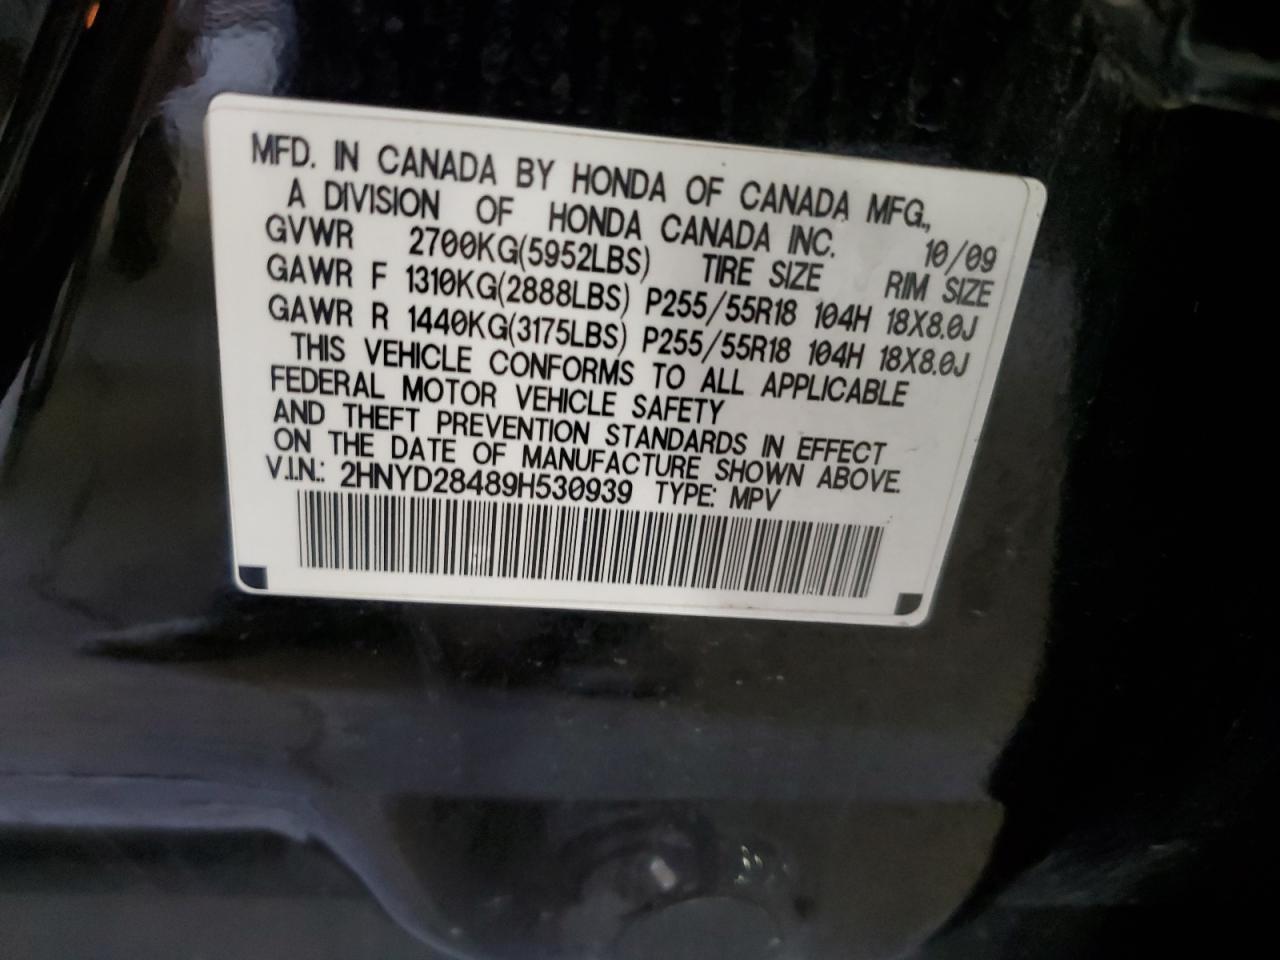 MFD. IN CANADA BY HONDA OF CANADA MFG.,
A DIVISION OF HONDA CANADA INC. 10/09
GVWR 2700KG(5952LBS) TIRE SIZE RIM SIZE
GAWR F 1310KG(2888LBS) P255/55R18 104H 18X8.0J
GAWR R 1440KG(3175LBS) P255/55R18 104H 18X8.0J
THIS VEHICLE CONFORMS TO ALL APPLICABLE
FEDERAL MOTOR VEHICLE SAFETY
AND THEFT PREVENTION STANDARDS IN EFFECT
ON THE DATE OF MANUFACTURE SHOWN ABOVE.
V.I.N.: 2HNYD28489H530939 TYPE: MPV